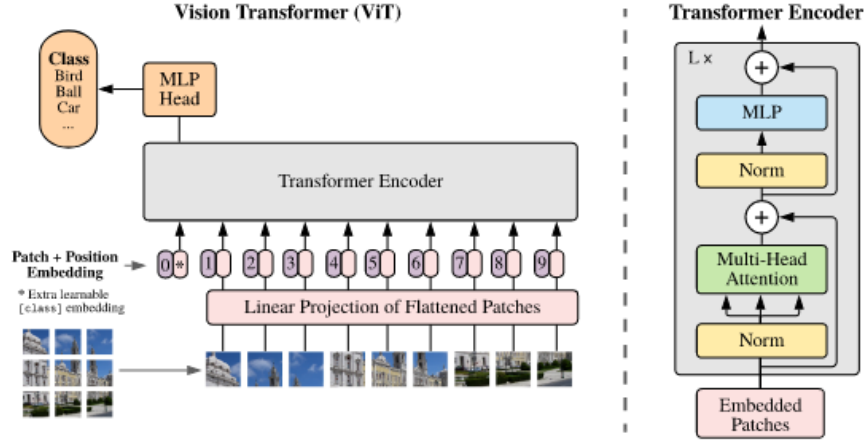 Vision Transformer (ViT)
Class
Bird
Ball
Car
...
MLP
Head
Transformer Encoder
Patch + Position
Embedding
0 * 1 2 3 4 5 6 7 8 9
* Extra learnable
[class] embedding
Linear Projection of Flattened Patches
Transformer Encoder
L ×
+
MLP
Norm
+
Multi-Head
Attention
Norm
Embedded
Patches